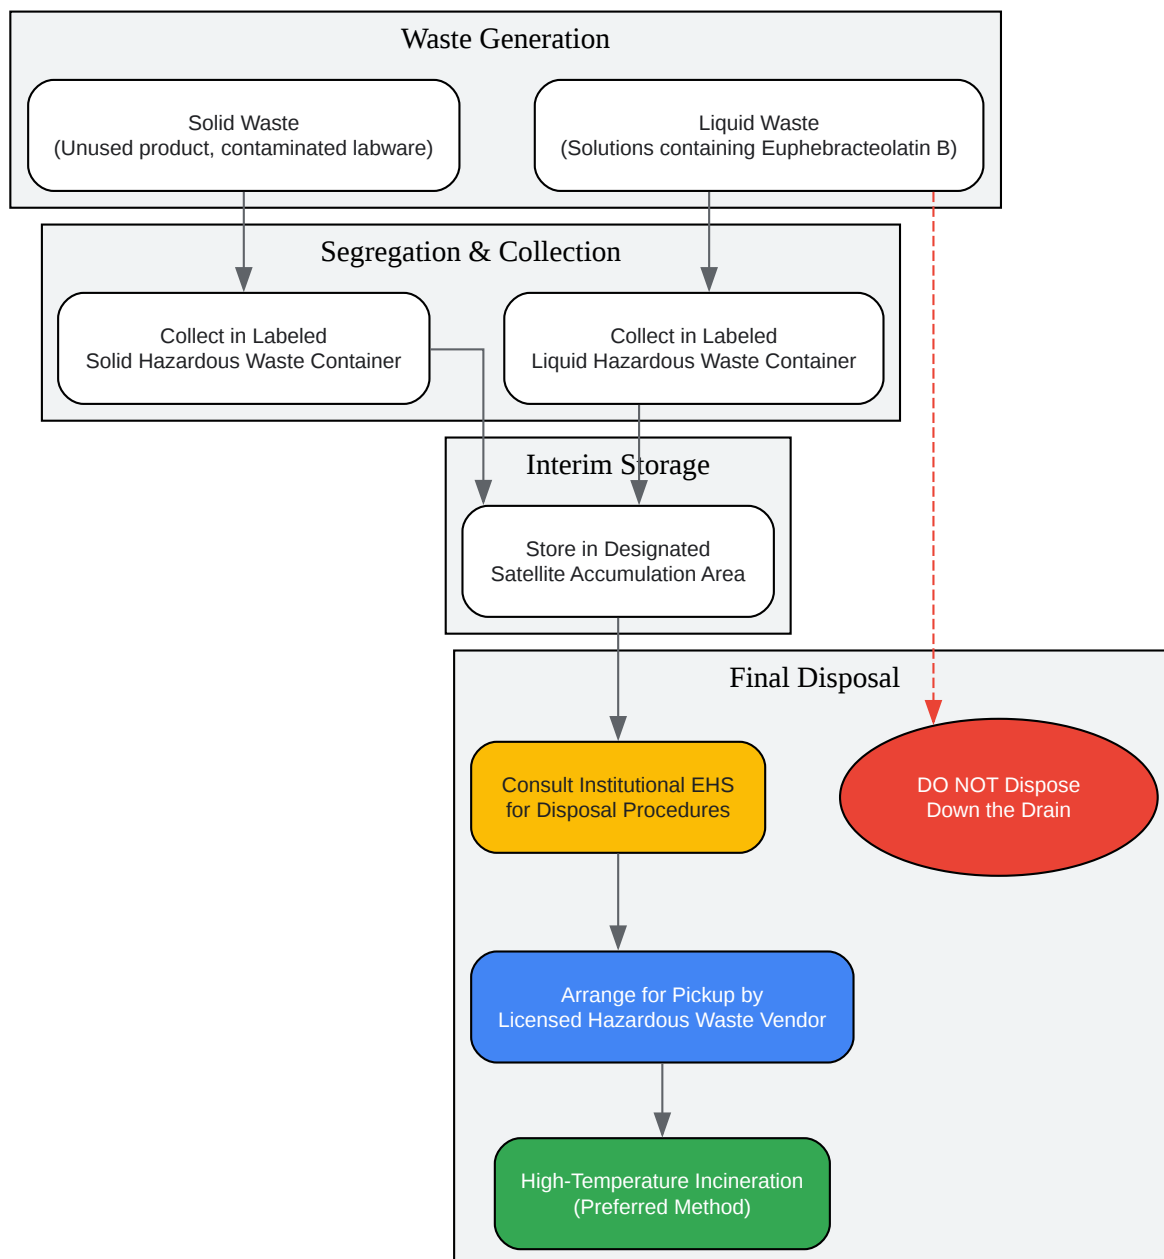 Waste Generation
Solid Waste
(Unused product, contaminated labware)
Liquid Waste
(Solutions containing Euphebracteolatin B)
Segregation & Collection
Collect in Labeled
Solid Hazardous Waste Container
Collect in Labeled
Liquid Hazardous Waste Container
Interim Storage
Store in Designated
Satellite Accumulation Area
Final Disposal
Consult Institutional EHS
for Disposal Procedures
DO NOT Dispose
Down the Drain
Arrange for Pickup by
Licensed Hazardous Waste Vendor
High-Temperature Incineration
(Preferred Method)